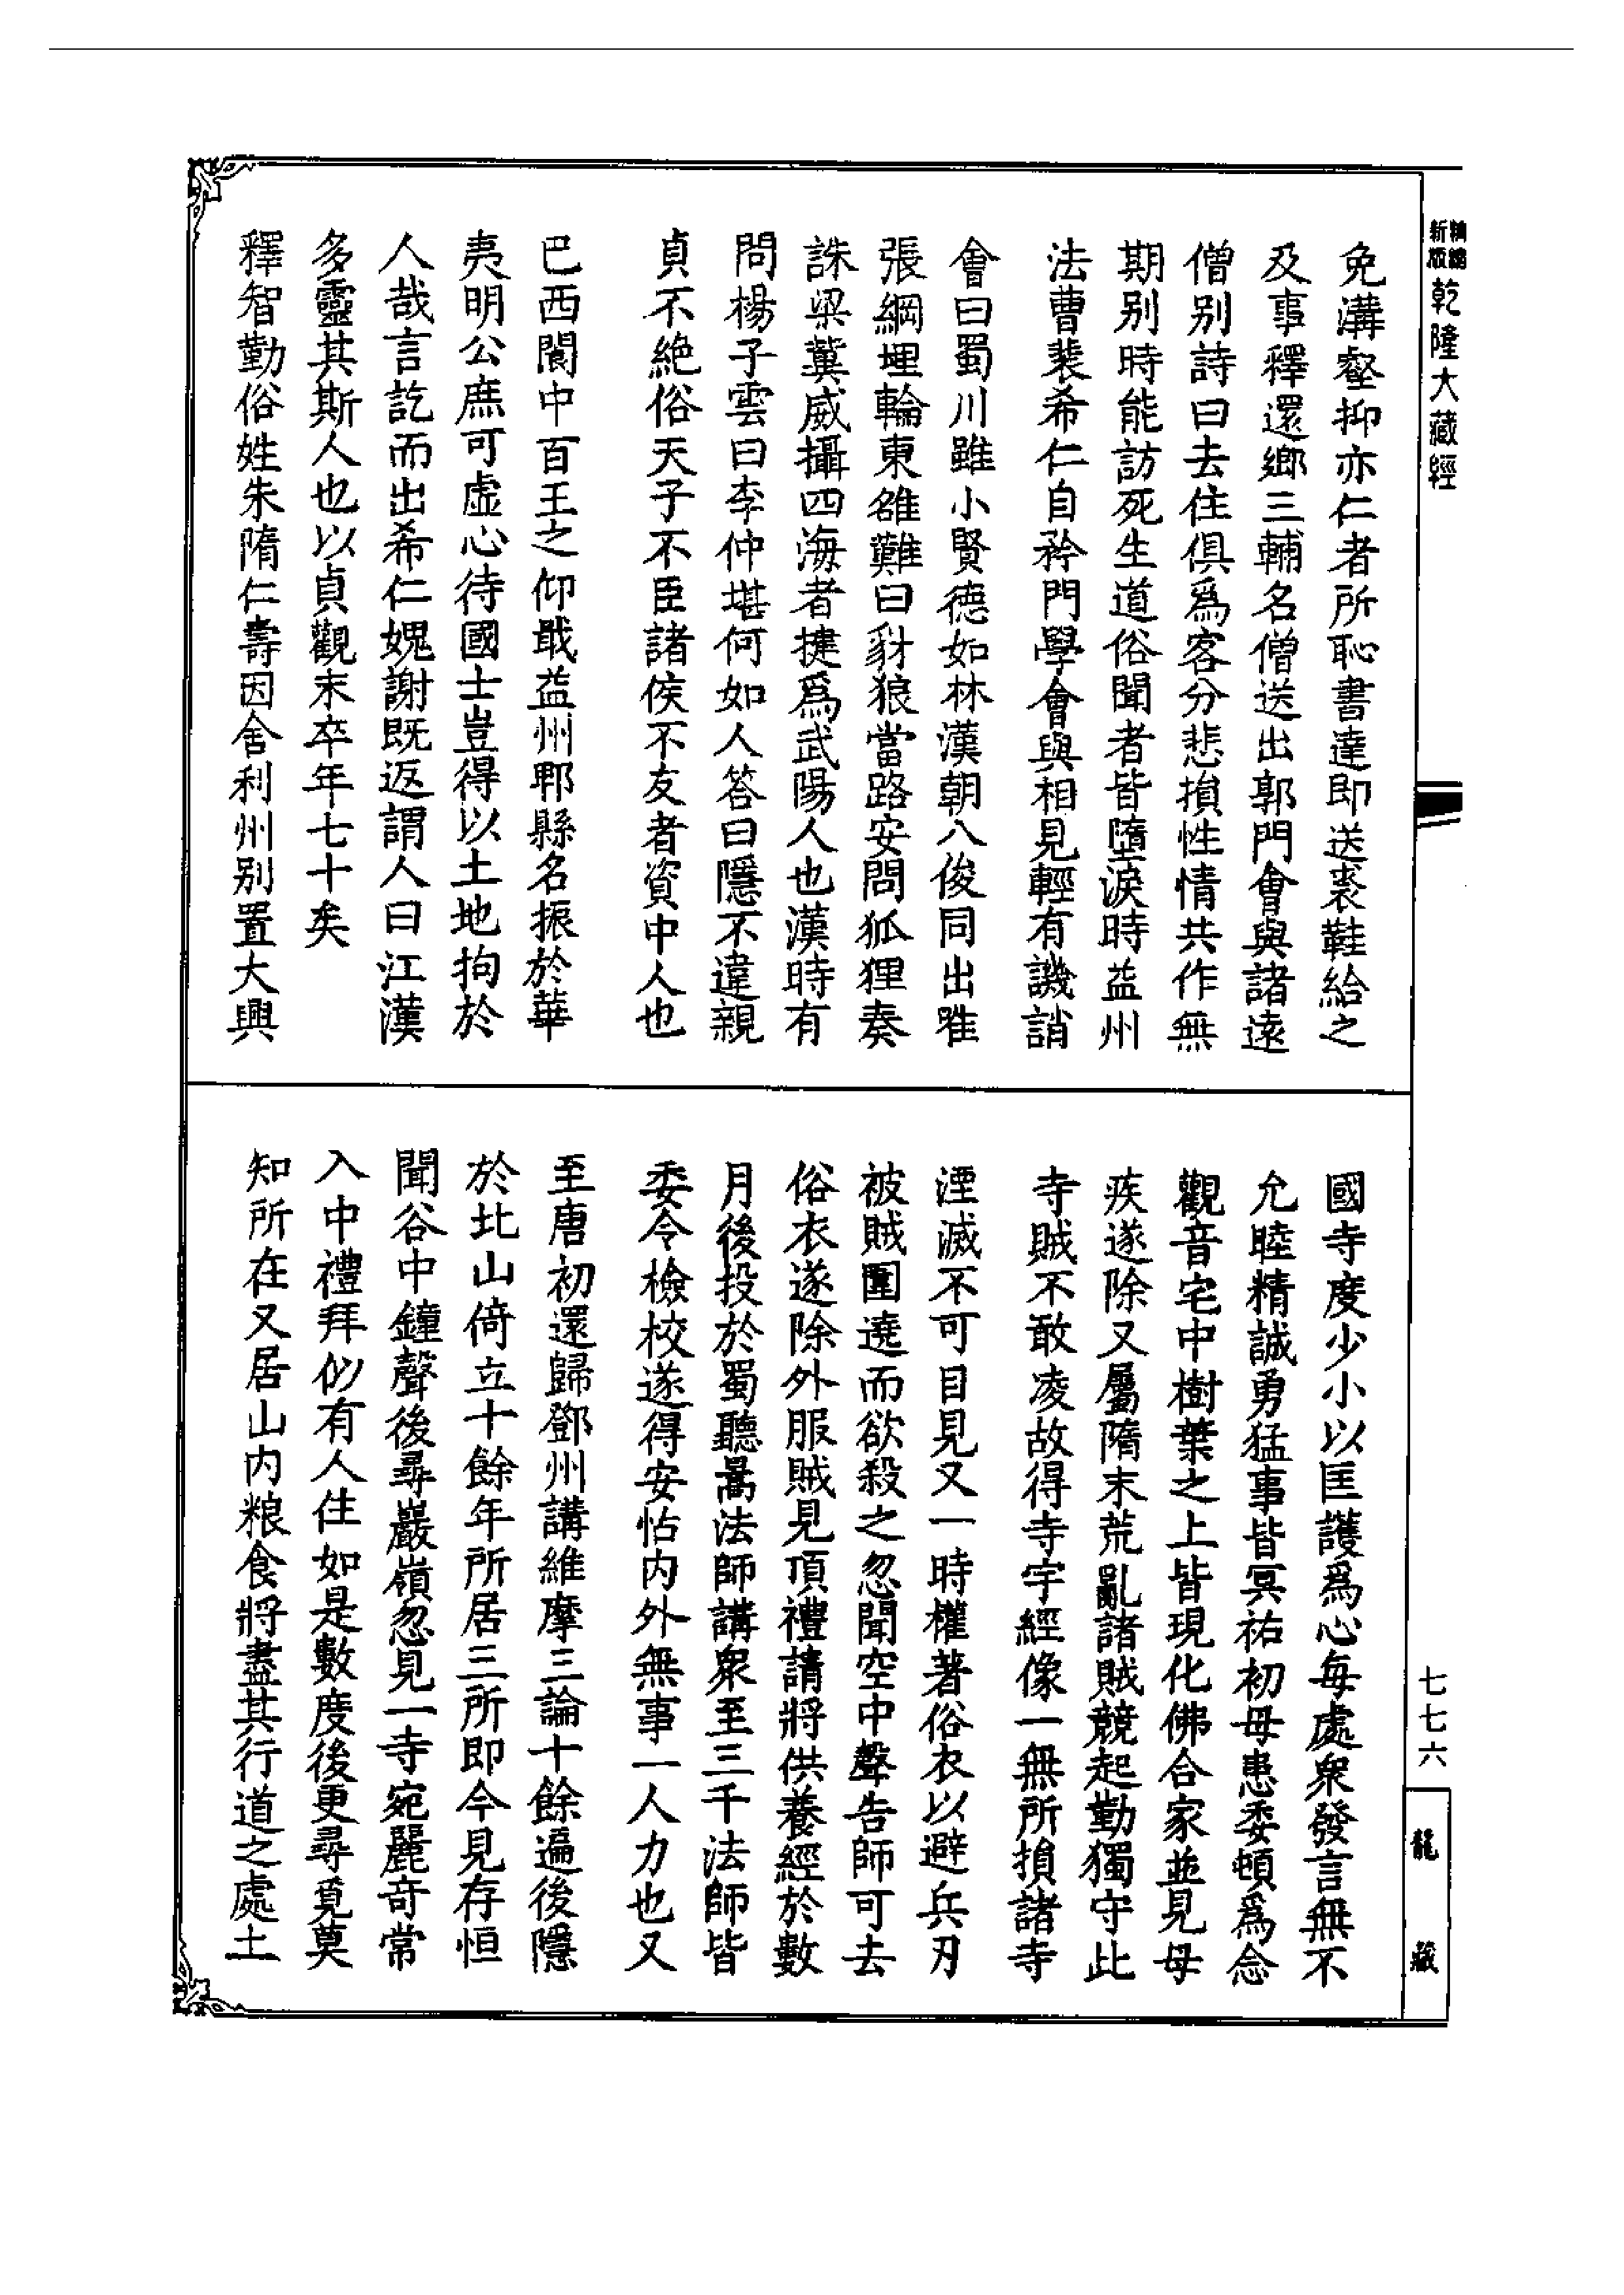 精縮
新版
乾隆大藏經
免溝壑抑亦仁者所恥書達即送裘鞋給之
及事釋還鄉三輔名僧送出郭門會與諸遠
僧別詩曰去住俱爲客分悲損性情共作無
期別時能訪死生道俗聞者皆墮淚時益州
法曹裴希仁自矜門學會與相見輕有譏誚
會曰蜀川雖小賢德如林漢朝八俊同出
張綱埋輪東雒難曰豺狼當路安問狐狸奏
誅梁冀威攝四海者揵爲武陽人也漢時有
問楊子雲曰李仲堪何如人答曰隱不違親
貞不絶俗天子不臣諸侯不友者資中人也
巴西閬中百王之仰戢益州郫縣名振於華
夷明公庶可虛心待國士豈得以土地拘於
人哉言訖而出希仁媿謝既返謂人曰江漢
多靈其斯人也以貞觀末卒年七十矣
釋智勤俗姓朱隋仁壽因舍利州別置大興
國寺度少小以匡護爲心每處衆發言無不
允睦精誠勇猛事皆冥祐初母患委頓爲念
觀音宅中樹葉之上皆現化佛合家並見母
疾遂除又屬隋末荒亂諸賊競起勤獨守此
寺賊不敢凌故得寺宇經像一無所損諸寺
湮滅不可目見又一時權著俗衣以避兵刃
被賊圍遶而欲殺之忽聞空中聲告師可去
俗衣遂除外服賊見頂禮請將供養經於數
月後投於蜀聽暠法師講衆至三千法師皆
委令檢校遂得安怗内外無事一人力也又
至唐初還歸鄧州講維摩三論十餘遍後隱
於北山倚立十餘年所居三所即今見存恒
聞谷中鐘聲後尋巖嶺忽見一寺宛麗奇常
入中禮拜似有人住如是數度後更尋覓莫
知所在又居山内粮食將盡其行道之處土
七七六
龍藏